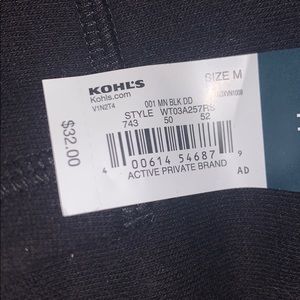 KOHL'S
Kohls.com
V1N2T4
SIZE M
001 MN BLK DD
STYLE WT03A257RS
743 50 52
$32.00
4 00614 54687 9
ACTIVE PRIVATE BRAND
AD